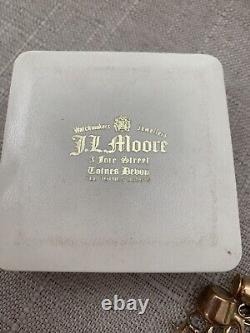 Watchmakers Jewellers
J.L.Moore
3 Fore Street
Totnes Devon